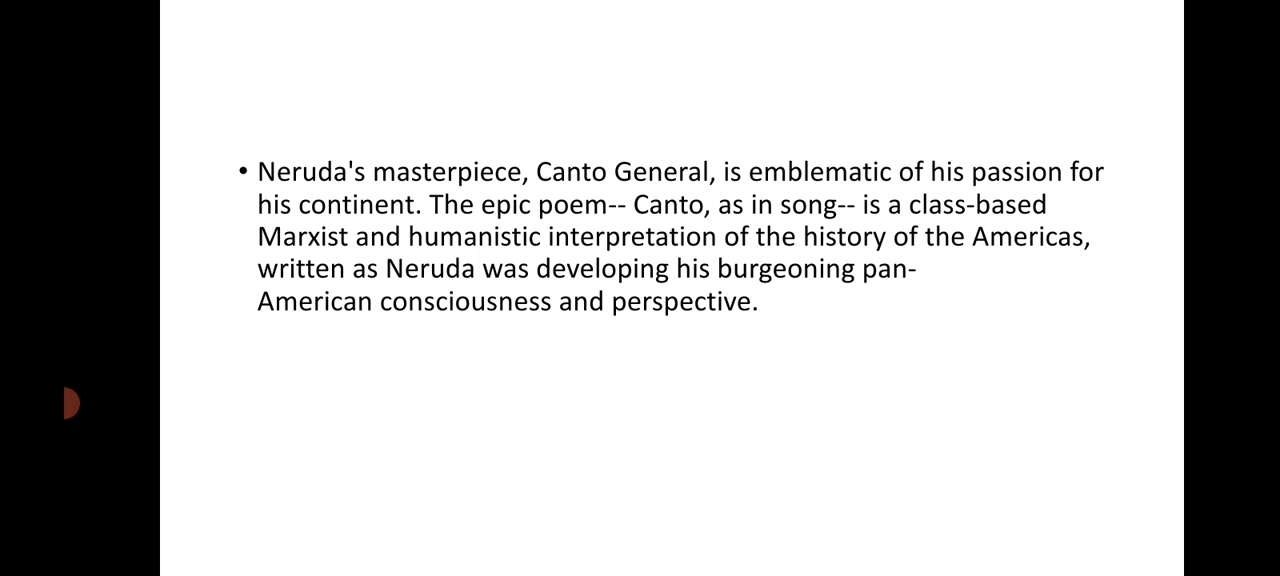 • Neruda's masterpiece, Canto General, is emblematic of his passion for
his continent. The epic poem-- Canto, as in song-- is a class-based
Marxist and humanistic interpretation of the history of the Americas,
written as Neruda was developing his burgeoning pan-
American consciousness and perspective.